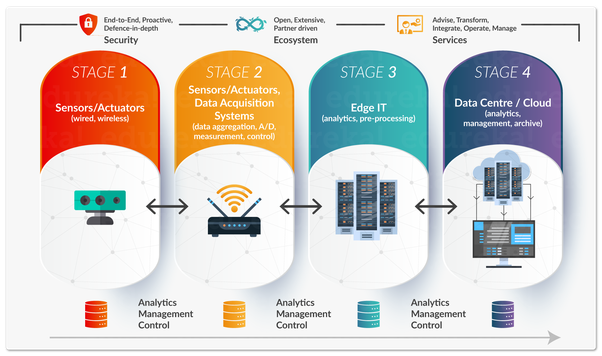 End-to-End, Proactive,
Defence-in-depth
Security
Open, Extensive,
Partner driven
Ecosystem
Advise, Transform,
Integrate, Operate, Manage
Services
STAGE 1
Sensors/Actuators
(wired, wireless)
STAGE 2
Sensors/Actuators,
Data Acquisition
Systems
(data aggregation, A/D,
measurement, control)
STAGE 3
Edge IT
(analytics, pre-processing)
STAGE 4
Data Centre / Cloud
(analytics,
management, archive)
Analytics
Management
Control
Analytics
Management
Control
Analytics
Management
Control